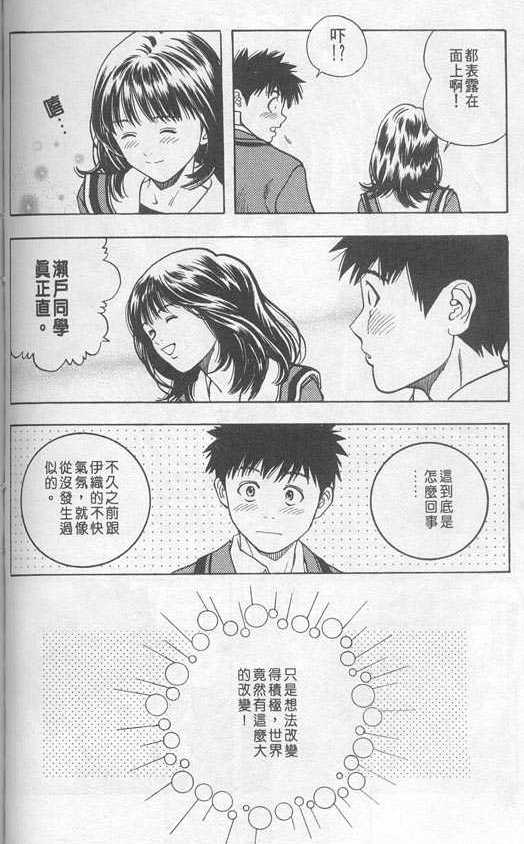 都表露在
面上啊！
吓!?
嘻…
瀨戶同學
真正直。
這到底是
怎麼回事
……
不久之前跟
伊織的不快
氣氛，就像
從沒發生過
似的。
只是想法改變
得積極，世界
竟然有這麼大
的改變！